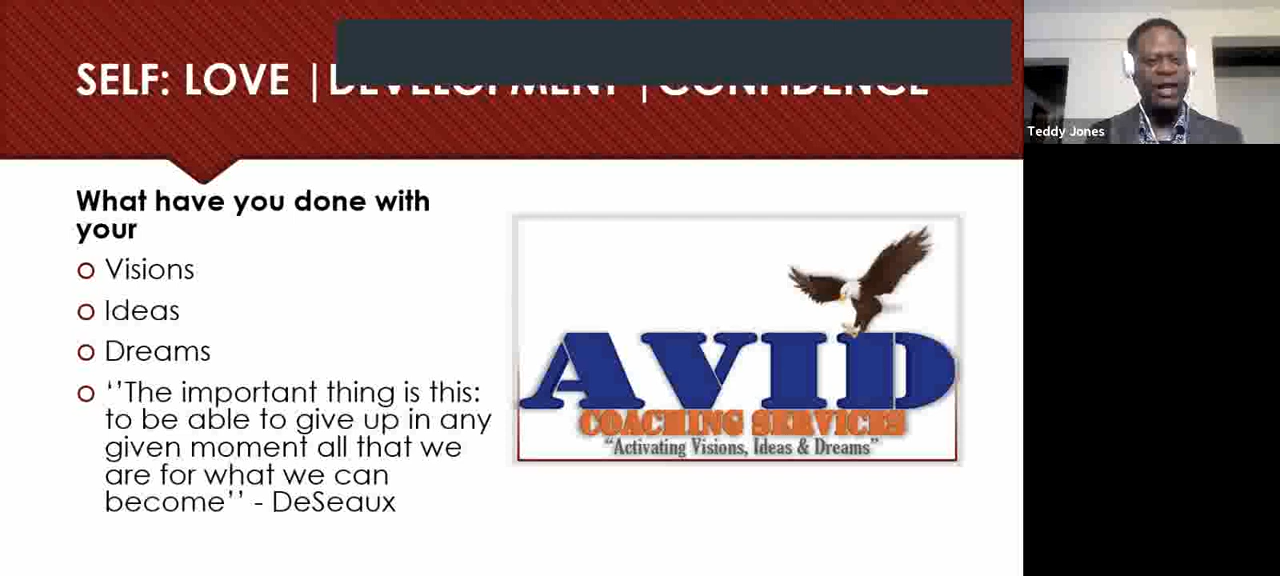 SELF: LOVE | DEVELOPMENT | CONFIDENCE
Teddy Jones
What have you done with
your
Visions
Ideas
Dreams
‘’The important thing is this:
to be able to give up in any
given moment all that we
are for what we can
become’’ - DeSeaux
AVID
COACHING SERVICES
“Activating Visions, Ideas & Dreams”